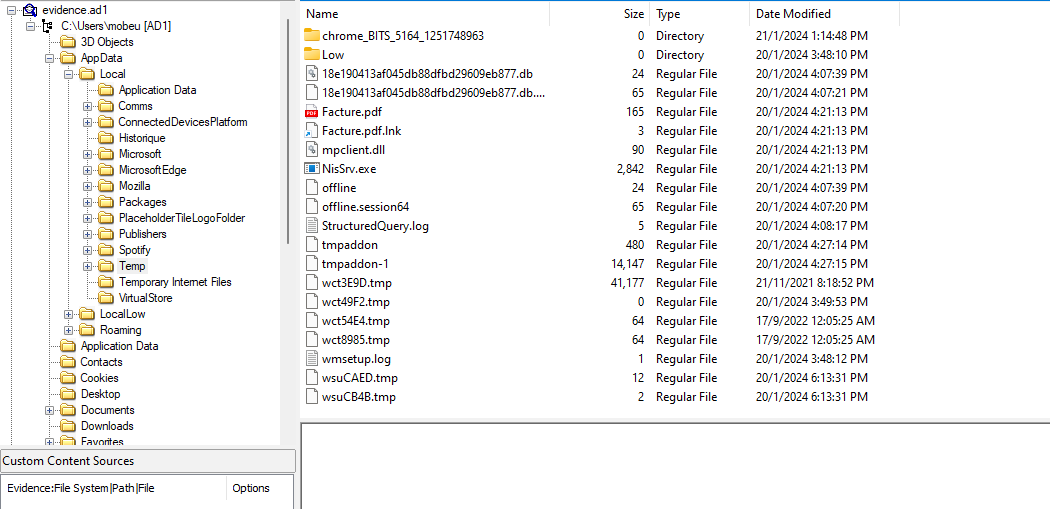 evidence.ad1
C:\Users\mobeu [AD1]
3D Objects
AppData
Local
Application Data
Comms
ConnectedDevicesPlatform
Historique
Microsoft
MicrosoftEdge
Mozilla
Packages
PlaceholderTileLogoFolder
Publishers
Spotify
Temp
Temporary Internet Files
VirtualStore
LocalLow
Roaming
Application Data
Contacts
Cookies
Desktop
Documents
Downloads
Favorites
Custom Content Sources
Evidence:File System|Path|File Options
Name Size Type Date Modified
chrome_BITS_5164_1251748963 0 Directory 21/1/2024 1:14:48 PM
Low 0 Directory 20/1/2024 3:48:10 PM
18e190413af045db88dfbd29609eb877.db 24 Regular File 20/1/2024 4:07:39 PM
18e190413af045db88dfbd29609eb877.db.... 65 Regular File 20/1/2024 4:07:21 PM
Facture.pdf 165 Regular File 20/1/2024 4:21:13 PM
Facture.pdf.lnk 3 Regular File 20/1/2024 4:21:13 PM
mpclient.dll 90 Regular File 20/1/2024 4:21:13 PM
NisSrv.exe 2,842 Regular File 20/1/2024 4:21:13 PM
offline 24 Regular File 20/1/2024 4:07:39 PM
offline.session64 65 Regular File 20/1/2024 4:07:20 PM
StructuredQuery.log 5 Regular File 20/1/2024 4:08:17 PM
tmpaddon 480 Regular File 20/1/2024 4:27:14 PM
tmpaddon-1 14,147 Regular File 20/1/2024 4:27:15 PM
wct3E9D.tmp 41,177 Regular File 21/11/2021 8:18:52 PM
wct49F2.tmp 0 Regular File 20/1/2024 3:49:53 PM
wct54E4.tmp 64 Regular File 17/9/2022 12:05:25 AM
wct8985.tmp 64 Regular File 17/9/2022 12:05:25 AM
wmsetup.log 1 Regular File 20/1/2024 3:48:12 PM
wsuCAED.tmp 12 Regular File 20/1/2024 6:13:31 PM
wsuCB4B.tmp 2 Regular File 20/1/2024 6:13:31 PM